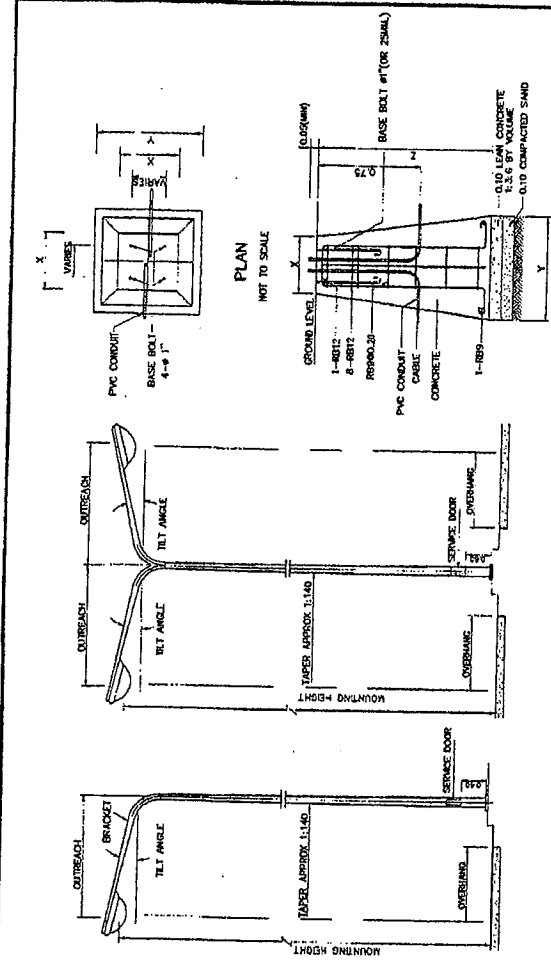 OUTREACH
BRACKET
TILT ANGLE
TAPER APPROX 1:140
MOUNTING HEIGHT
OVERHANG
SERVICE DOOR
OUTREACH
OUTREACH
TILT ANGLE
TILT ANGLE
TAPER APPROX 1:140
MOUNTING HEIGHT
OVERHANG
SERVICE DOOR
OVERHANG
PVC CONDUIT
BASE BOLT
X
VARIES
VARIES
X
Y
PLAN
NOT TO SCALE
GROUND LEVEL
X
0.05(MIN)
0.75
Z
BASE BOLT ø1"(OR 25MM.)
1-RB12
8-RB12
RB9@0.20
PVC CONDUIT
CABLE
CONCRETE
1-RB9
0.10 LEAN CONCRETE
1:3:6 BY VOLUME
0.10 COMPACTED SAND
Y